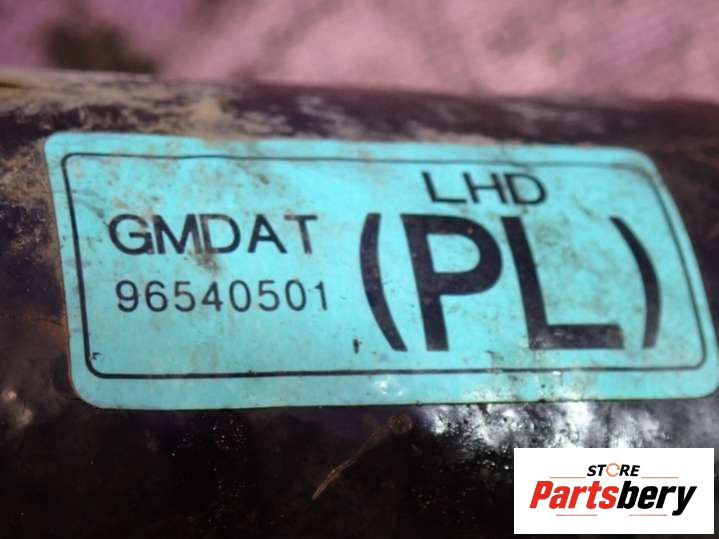 LHD
GMDAT (PL)
96540501
STORE
Partsbery